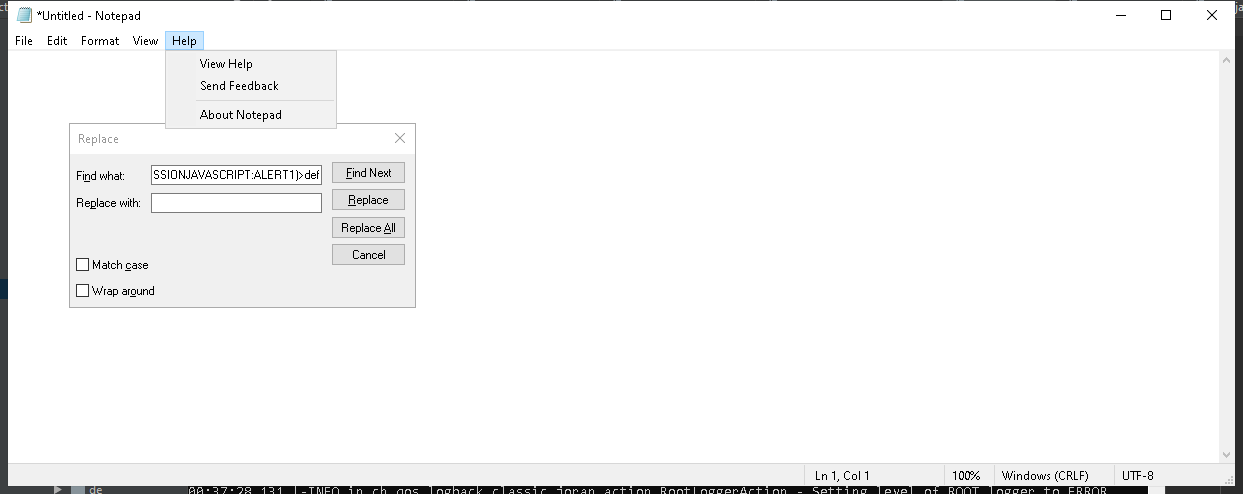 *Untitled - Notepad
File Edit Format View Help
View Help
Send Feedback
About Notepad
Replace
Find what: SSIONJAVASCRIPT:ALERT1)>def Find Next
Replace with: Replace
Replace All
Cancel
Match case
Wrap around
Ln 1, Col 1 100% Windows (CRLF) UTF-8
de 00:37:28,131 |-INFO in ch.qos.logback.classic.joran.action.RootLoggerAction - Setting level of ROOT logger to ERROR